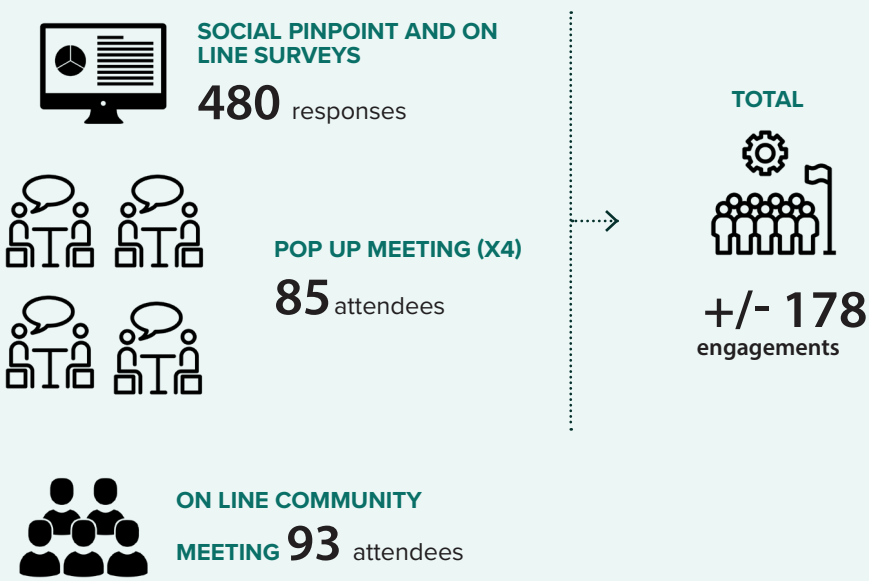 SOCIAL PINPOINT AND ON
LINE SURVEYS
480 responses
POP UP MEETING (X4)
85 attendees
ON LINE COMMUNITY
MEETING 93 attendees
TOTAL
+/- 178
engagements